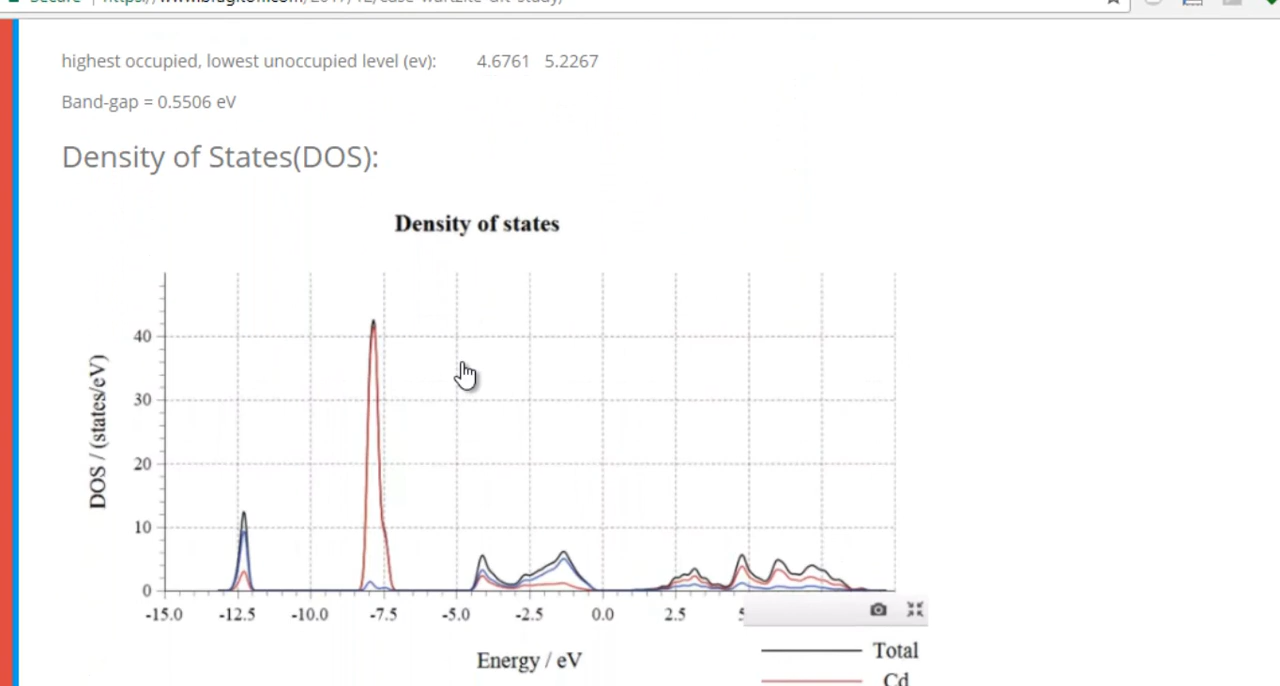 highest occupied, lowest unoccupied level (ev): 4.6761 5.2267
Band-gap = 0.5506 eV
Density of States(DOS):
Density of states
DOS / (states/eV)
40
30
20
10
0
-15.0 -12.5 -10.0 -7.5 -5.0 -2.5 0.0 2.5
Energy / eV
Total
Cd